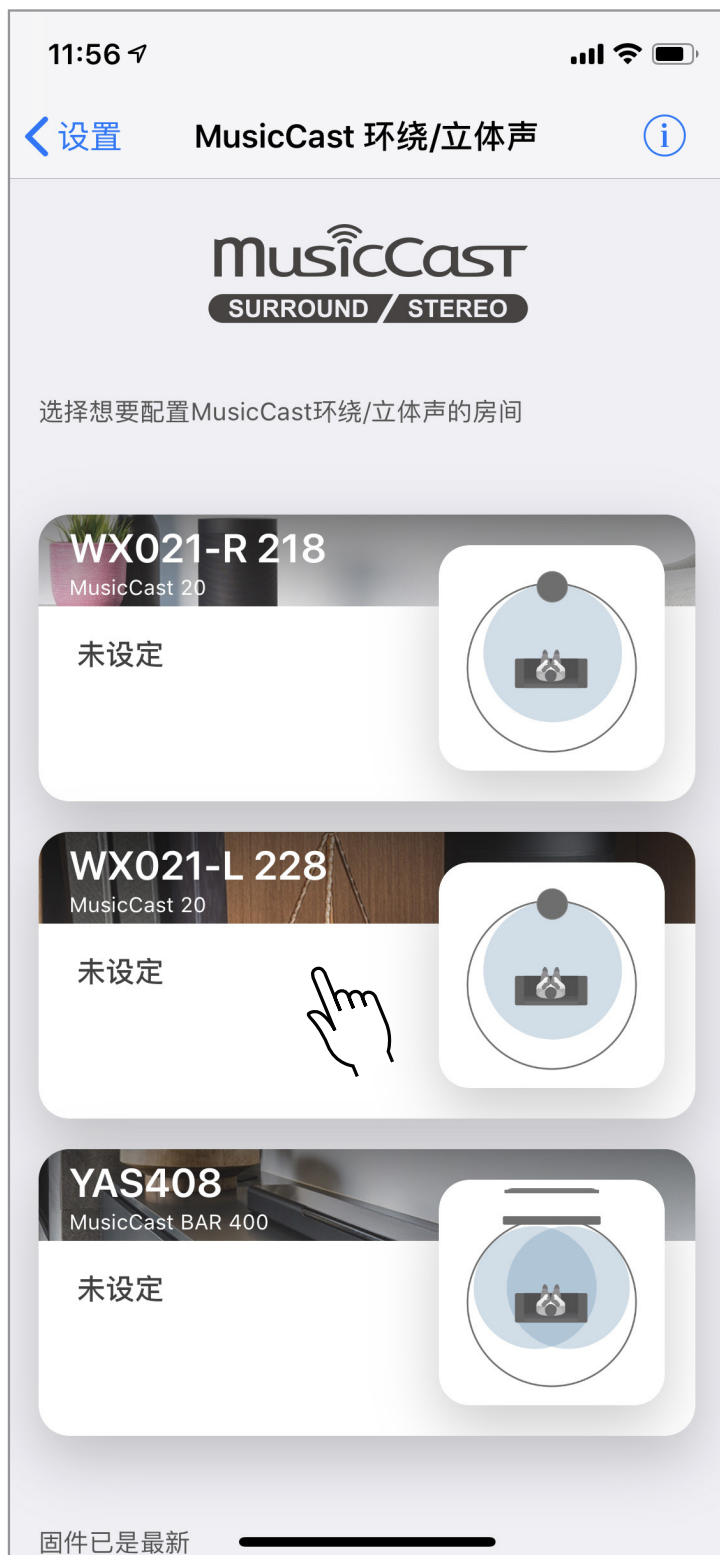 11:56
设置
MusicCast 环绕/立体声
i
MusicCast
SURROUND / STEREO
选择想要配置MusicCast环绕/立体声的房间
WX021-R 218
MusicCast 20
未设定
WX021-L 228
MusicCast 20
未设定
YAS408
MusicCast BAR 400
未设定
固件已是最新